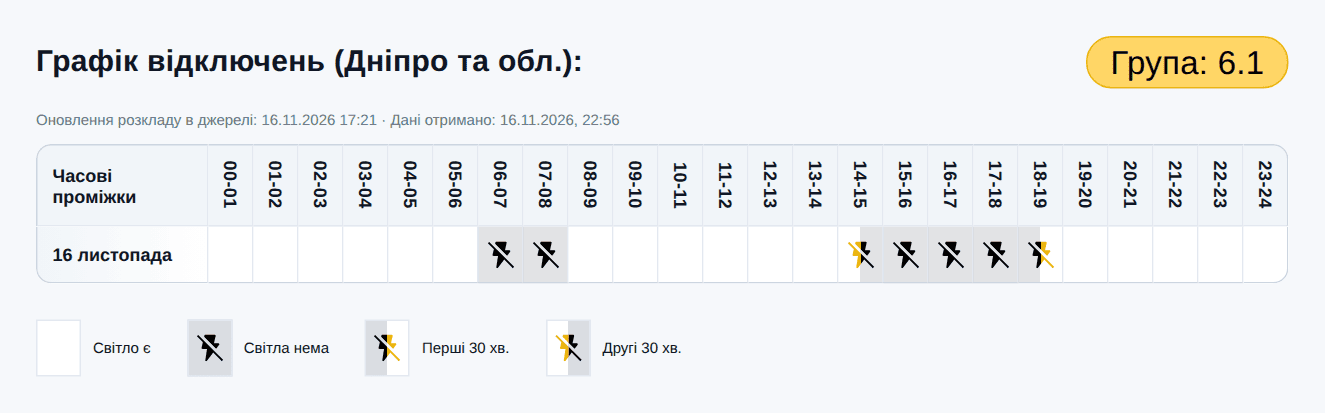 Графік відключень (Дніпро та обл.):
Група: 6.1
Оновлення розкладу в джерелі: 16.11.2026 17:21 · Дані отримано: 16.11.2026, 22:56
Часові
проміжки
00-01
01-02
02-03
03-04
04-05
05-06
06-07
07-08
08-09
09-10
10-11
11-12
12-13
13-14
14-15
15-16
16-17
17-18
18-19
19-20
20-21
21-22
22-23
23-24
16 листопада
Світло є
Світла нема
Перші 30 хв.
Другі 30 хв.